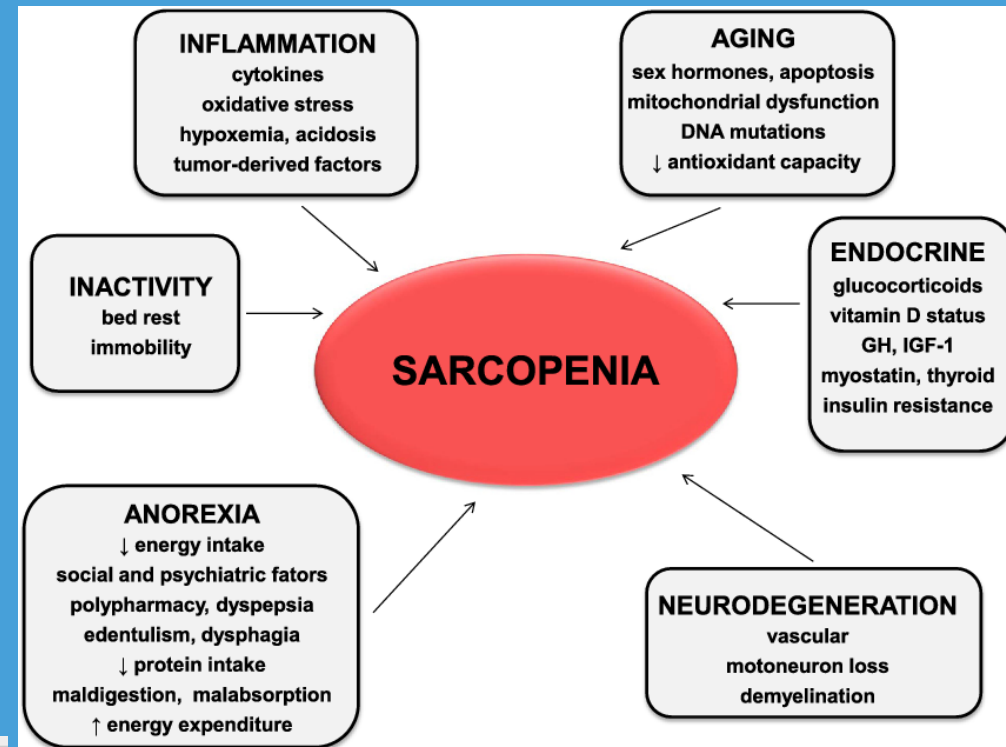 INFLAMMATION
cytokines
oxidative stress
hypoxemia, acidosis
tumor-derived factors
AGING
sex hormones, apoptosis
mitochondrial dysfunction
DNA mutations
↓ antioxidant capacity
INACTIVITY
bed rest
immobility
SARCOPENIA
ENDOCRINE
glucocorticoids
vitamin D status
GH, IGF-1
myostatin, thyroid
insulin resistance
ANOREXIA
↓ energy intake
social and psychiatric fators
polypharmacy, dyspepsia
edentulism, dysphagia
↓ protein intake
maldigestion, malabsorption
↑ energy expenditure
NEURODEGENERATION
vascular
motoneuron loss
demyelination